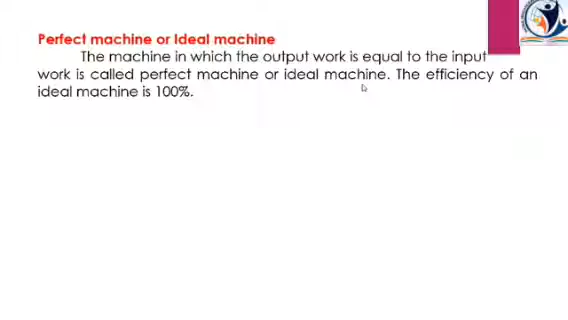 Perfect machine or Ideal machine
The machine in which the output work is equal to the input
work is called perfect machine or ideal machine. The efficiency of an
ideal machine is 100%.